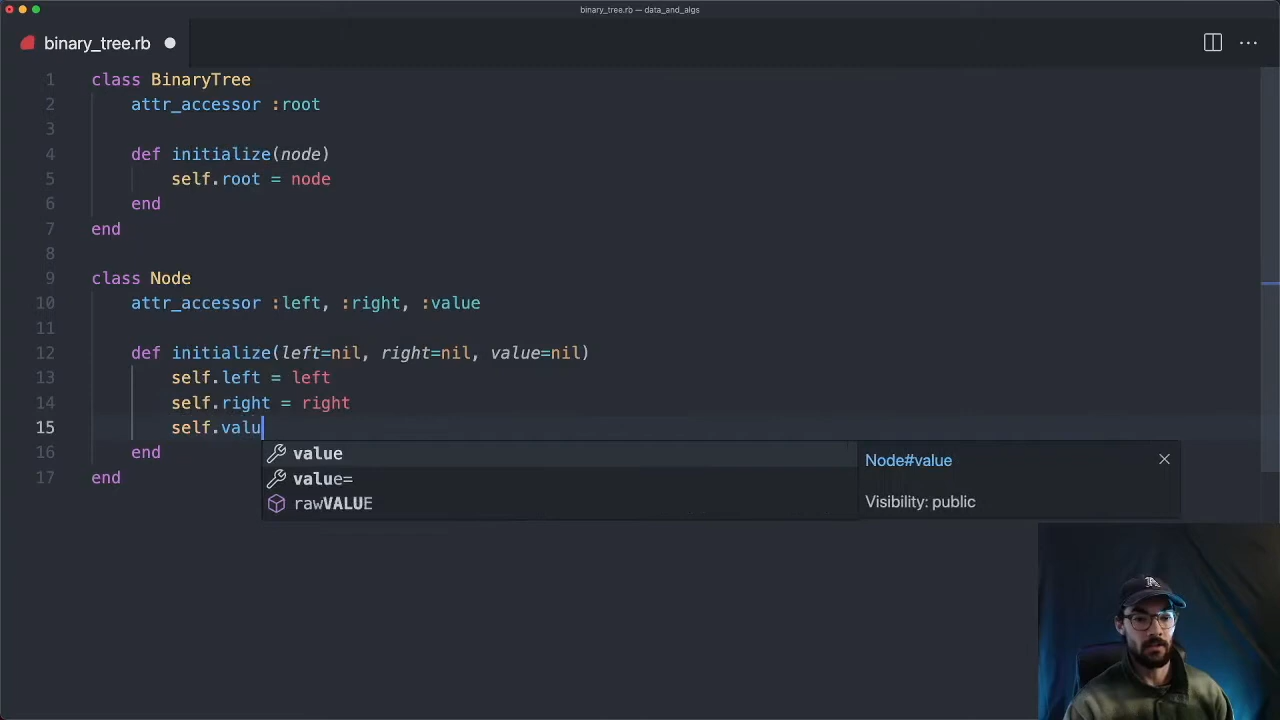 binary_tree.rb — data_and_algs
binary_tree.rb
1 class BinaryTree
2 attr_accessor :root
3
4 def initialize(node)
5 self.root = node
6 end
7 end
8
9 class Node
10 attr_accessor :left, :right, :value
11
12 def initialize(left=nil, right=nil, value=nil)
13 self.left = left
14 self.right = right
15 self.valu
16 end
17 end
value
value=
rawVALUE
Node#value
Visibility: public